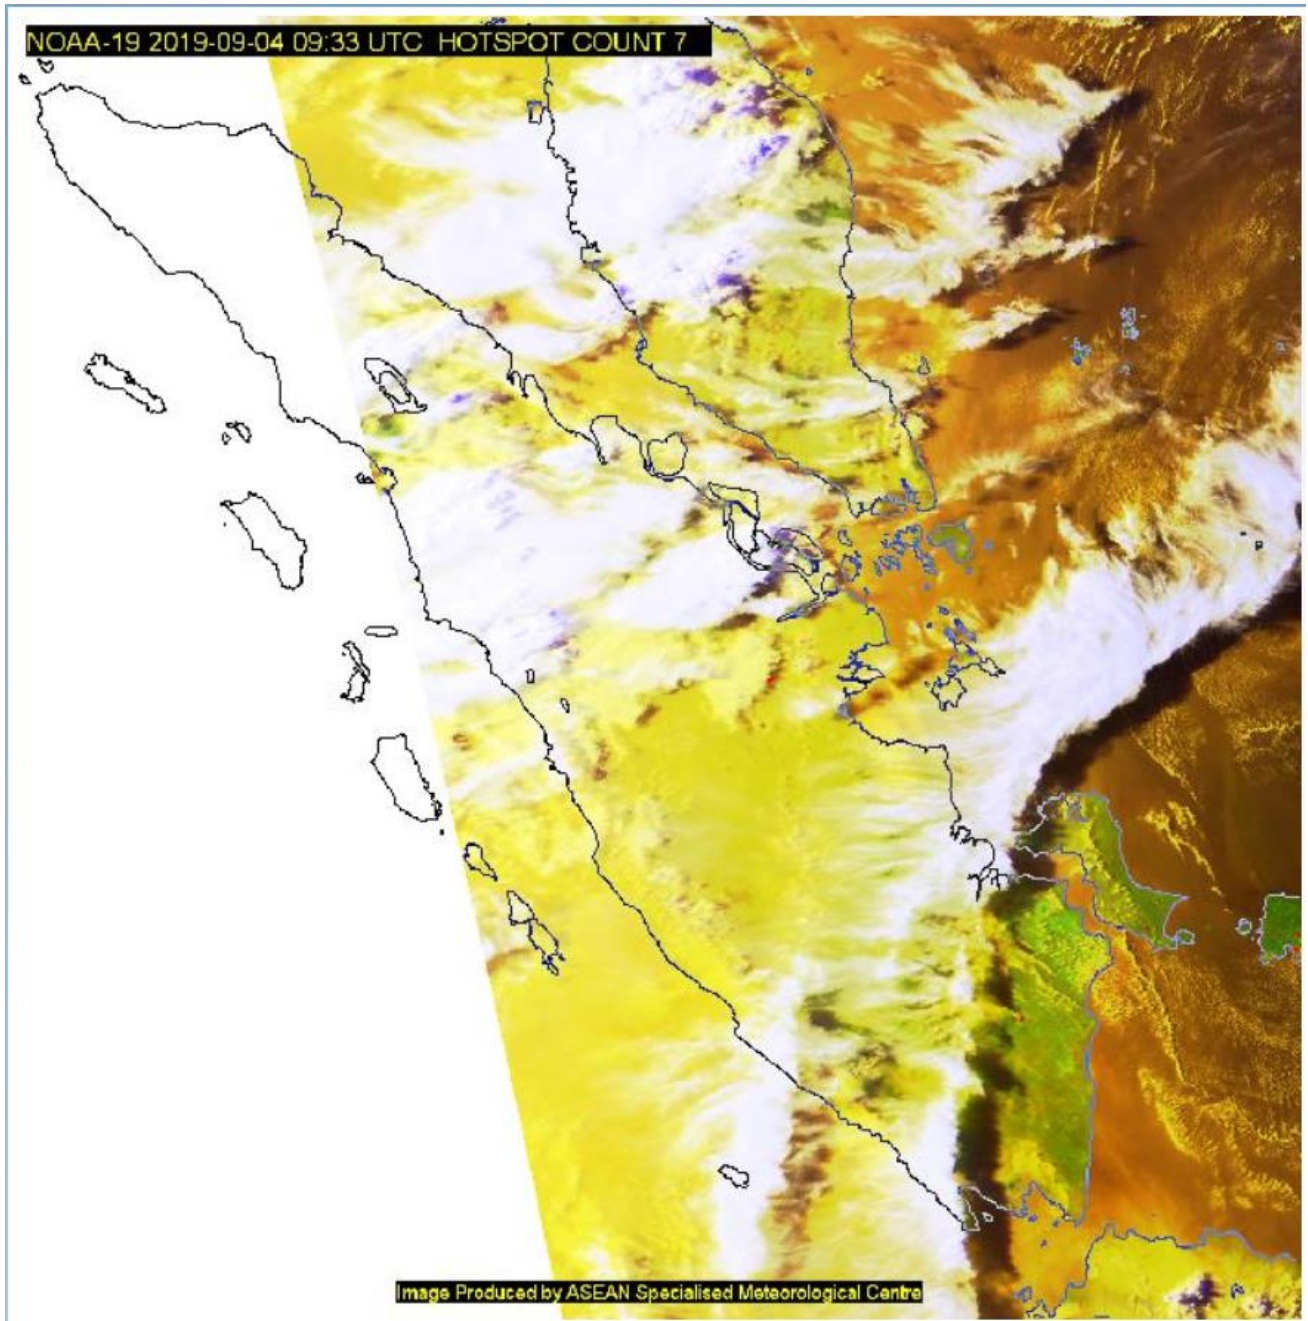 NOAA-19 2019-09-04 09:33 UTC HOTSPOT COUNT 7
Image Produced by ASEAN Specialised Meteorological Centre